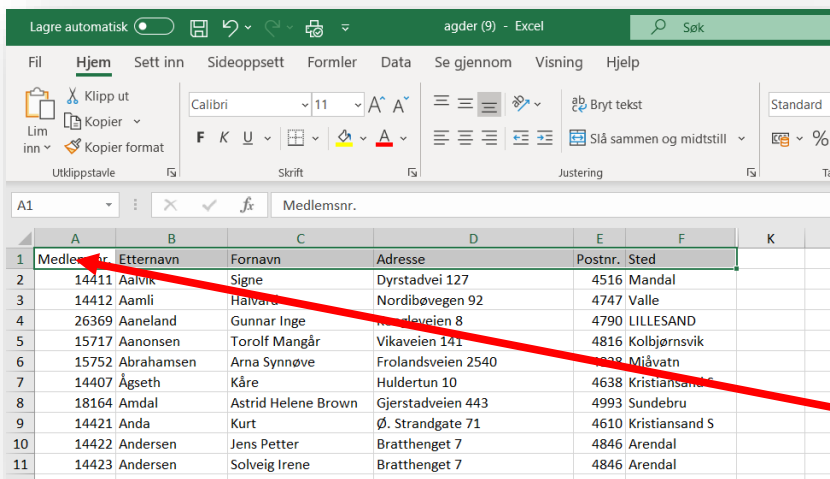 Lagre automatisk agder (9) - Excel Søk
Fil Hjem Sett inn Sideoppsett Formler Data Se gjennom Visning Hjelp
Klipp ut
Kopier
Kopier format
Lim inn
Utklippstavle
Calibri 11 A^ A˅
F K U A
Skrift
ab Bryt tekst
Slå sammen og midtstill
Justering
Standard
%
A1 fx Medlemsnr.
A B C D E F K
1 Medlemsnr. Etternavn Fornavn Adresse Postnr. Sted
2 14411 Aalvik Signe Dyrstadvei 127 4516 Mandal
3 14412 Aamli Halvard Nordibøvegen 92 4747 Valle
4 26369 Aaneland Gunnar Inge 8 4790 LILLESAND
5 15717 Aanonsen Torolf Mangår Vikaveien 141 4816 Kolbjørnsvik
6 15752 Abrahamsen Arna Synnøve Frolandsveien 2540 Mjåvatn
7 14407 Ågseth Kåre Huldertun 10 4638 Kristiansand S
8 18164 Amdal Astrid Helene Brown Gjerstadveien 443 4993 Sundebru
9 14421 Anda Kurt Ø. Strandgate 71 4610 Kristiansand S
10 14422 Andersen Jens Petter Bratthenget 7 4846 Arendal
11 14423 Andersen Solveig Irene Bratthenget 7 4846 Arendal